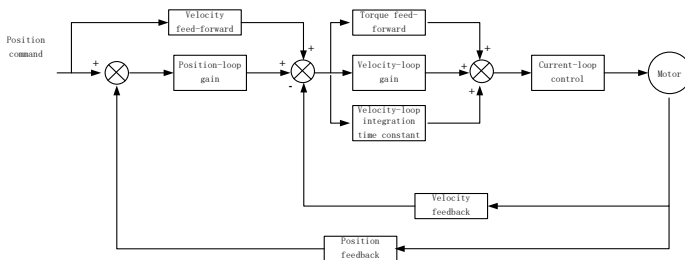 Velocity
feed-forward
Torque feed-
forward
Position
command
+
+
+
Position-loop
gain
+
-
Velocity-loop
gain
+
+
Current-loop
control
Motor
Velocity-loop
integration
time constant
Velocity
feedback
Position
feedback